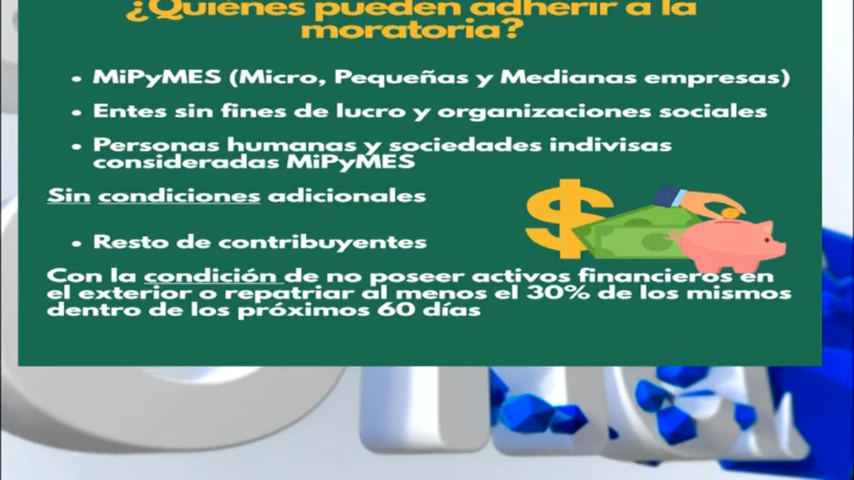 ¿Quiénes pueden adherir a la
moratoria?
• MiPyMES (Micro, Pequeñas y Medianas empresas)
• Entes sin fines de lucro y organizaciones sociales
• Personas humanas y sociedades indivisas
consideradas MiPyMES
Sin condiciones adicionales
• Resto de contribuyentes
Con la condición de no poseer activos financieros en
el exterior o repatriar al menos el 30% de los mismos
dentro de los próximos 60 días